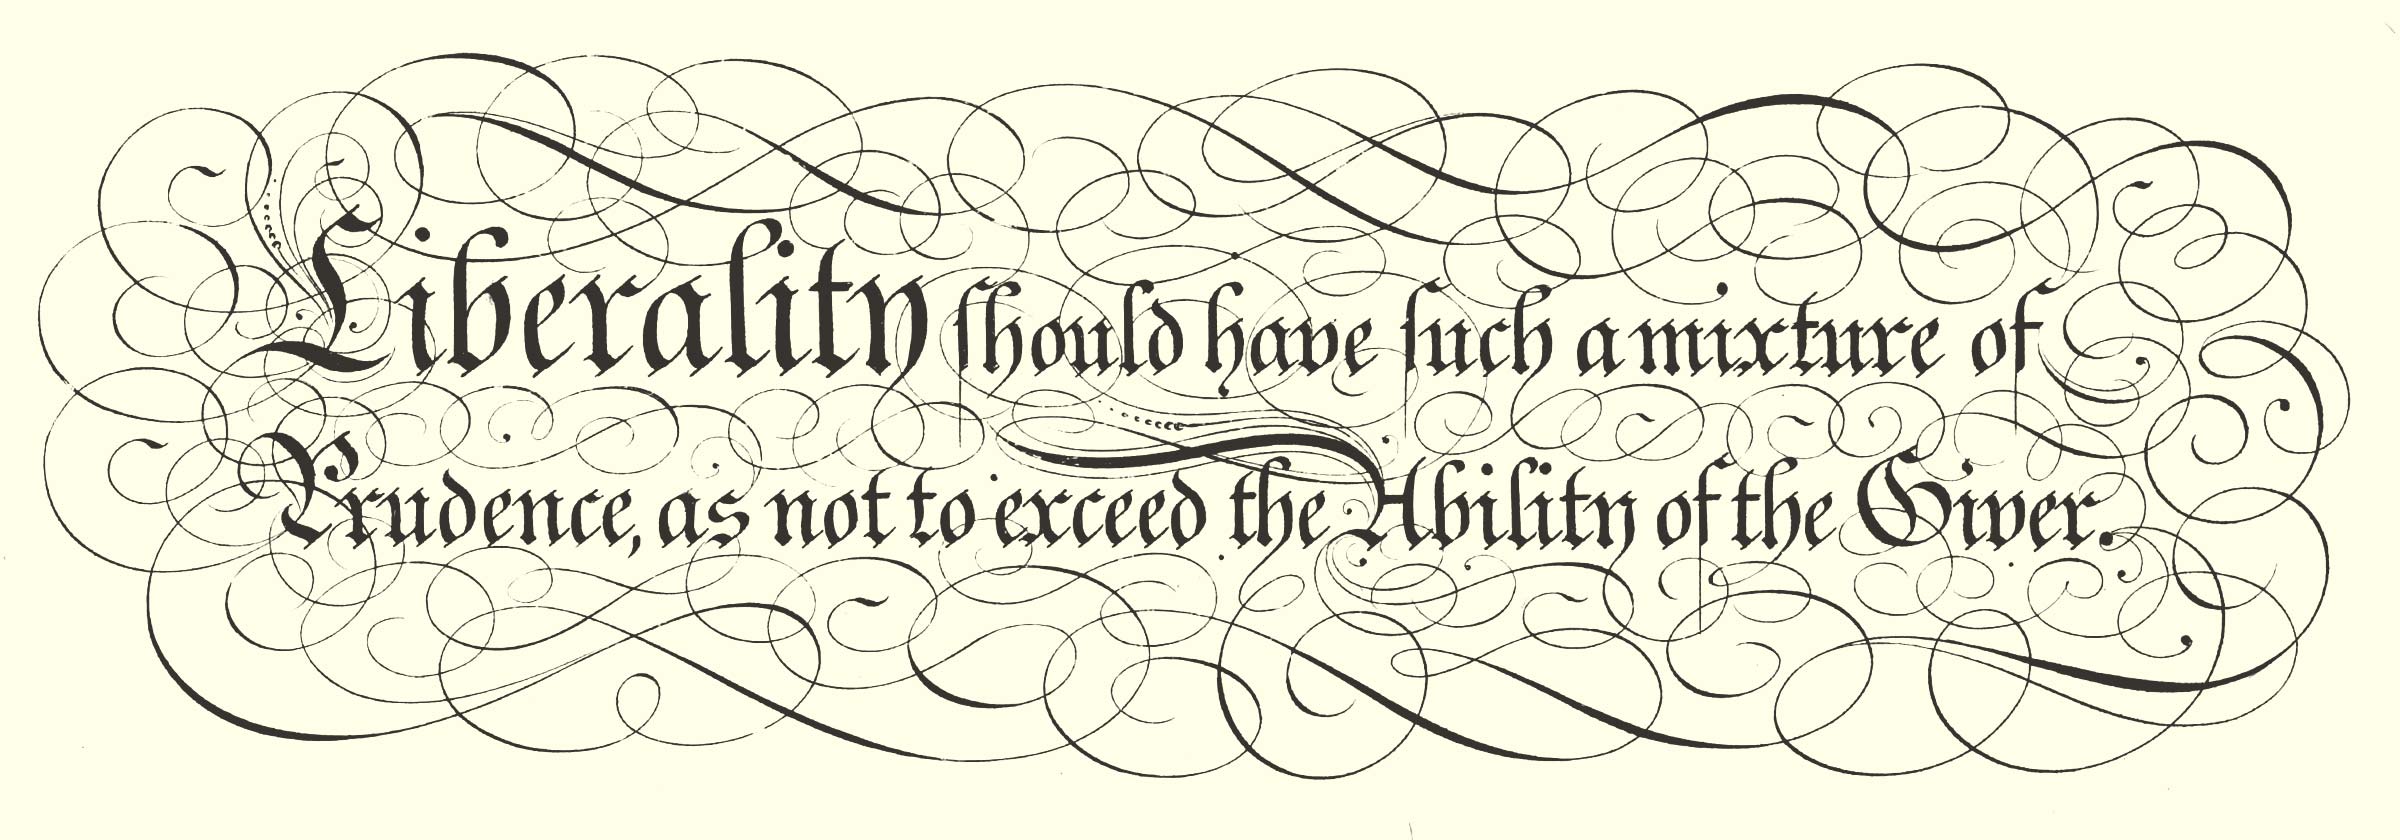 Liberality ſhould have ſuch a mixture of
Prudence, as not to exceed the Ability of the Giver.